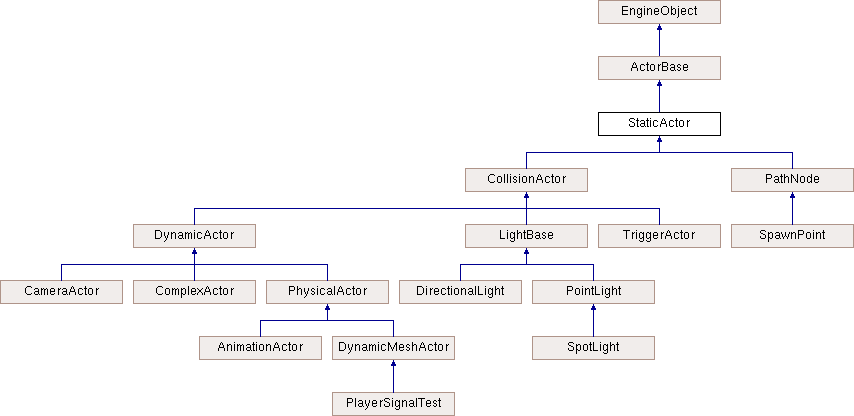 EngineObject
ActorBase
StaticActor
CollisionActor PathNode
DynamicActor LightBase TriggerActor SpawnPoint
CameraActor ComplexActor PhysicalActor DirectionalLight PointLight
AnimationActor DynamicMeshActor SpotLight
PlayerSignalTest